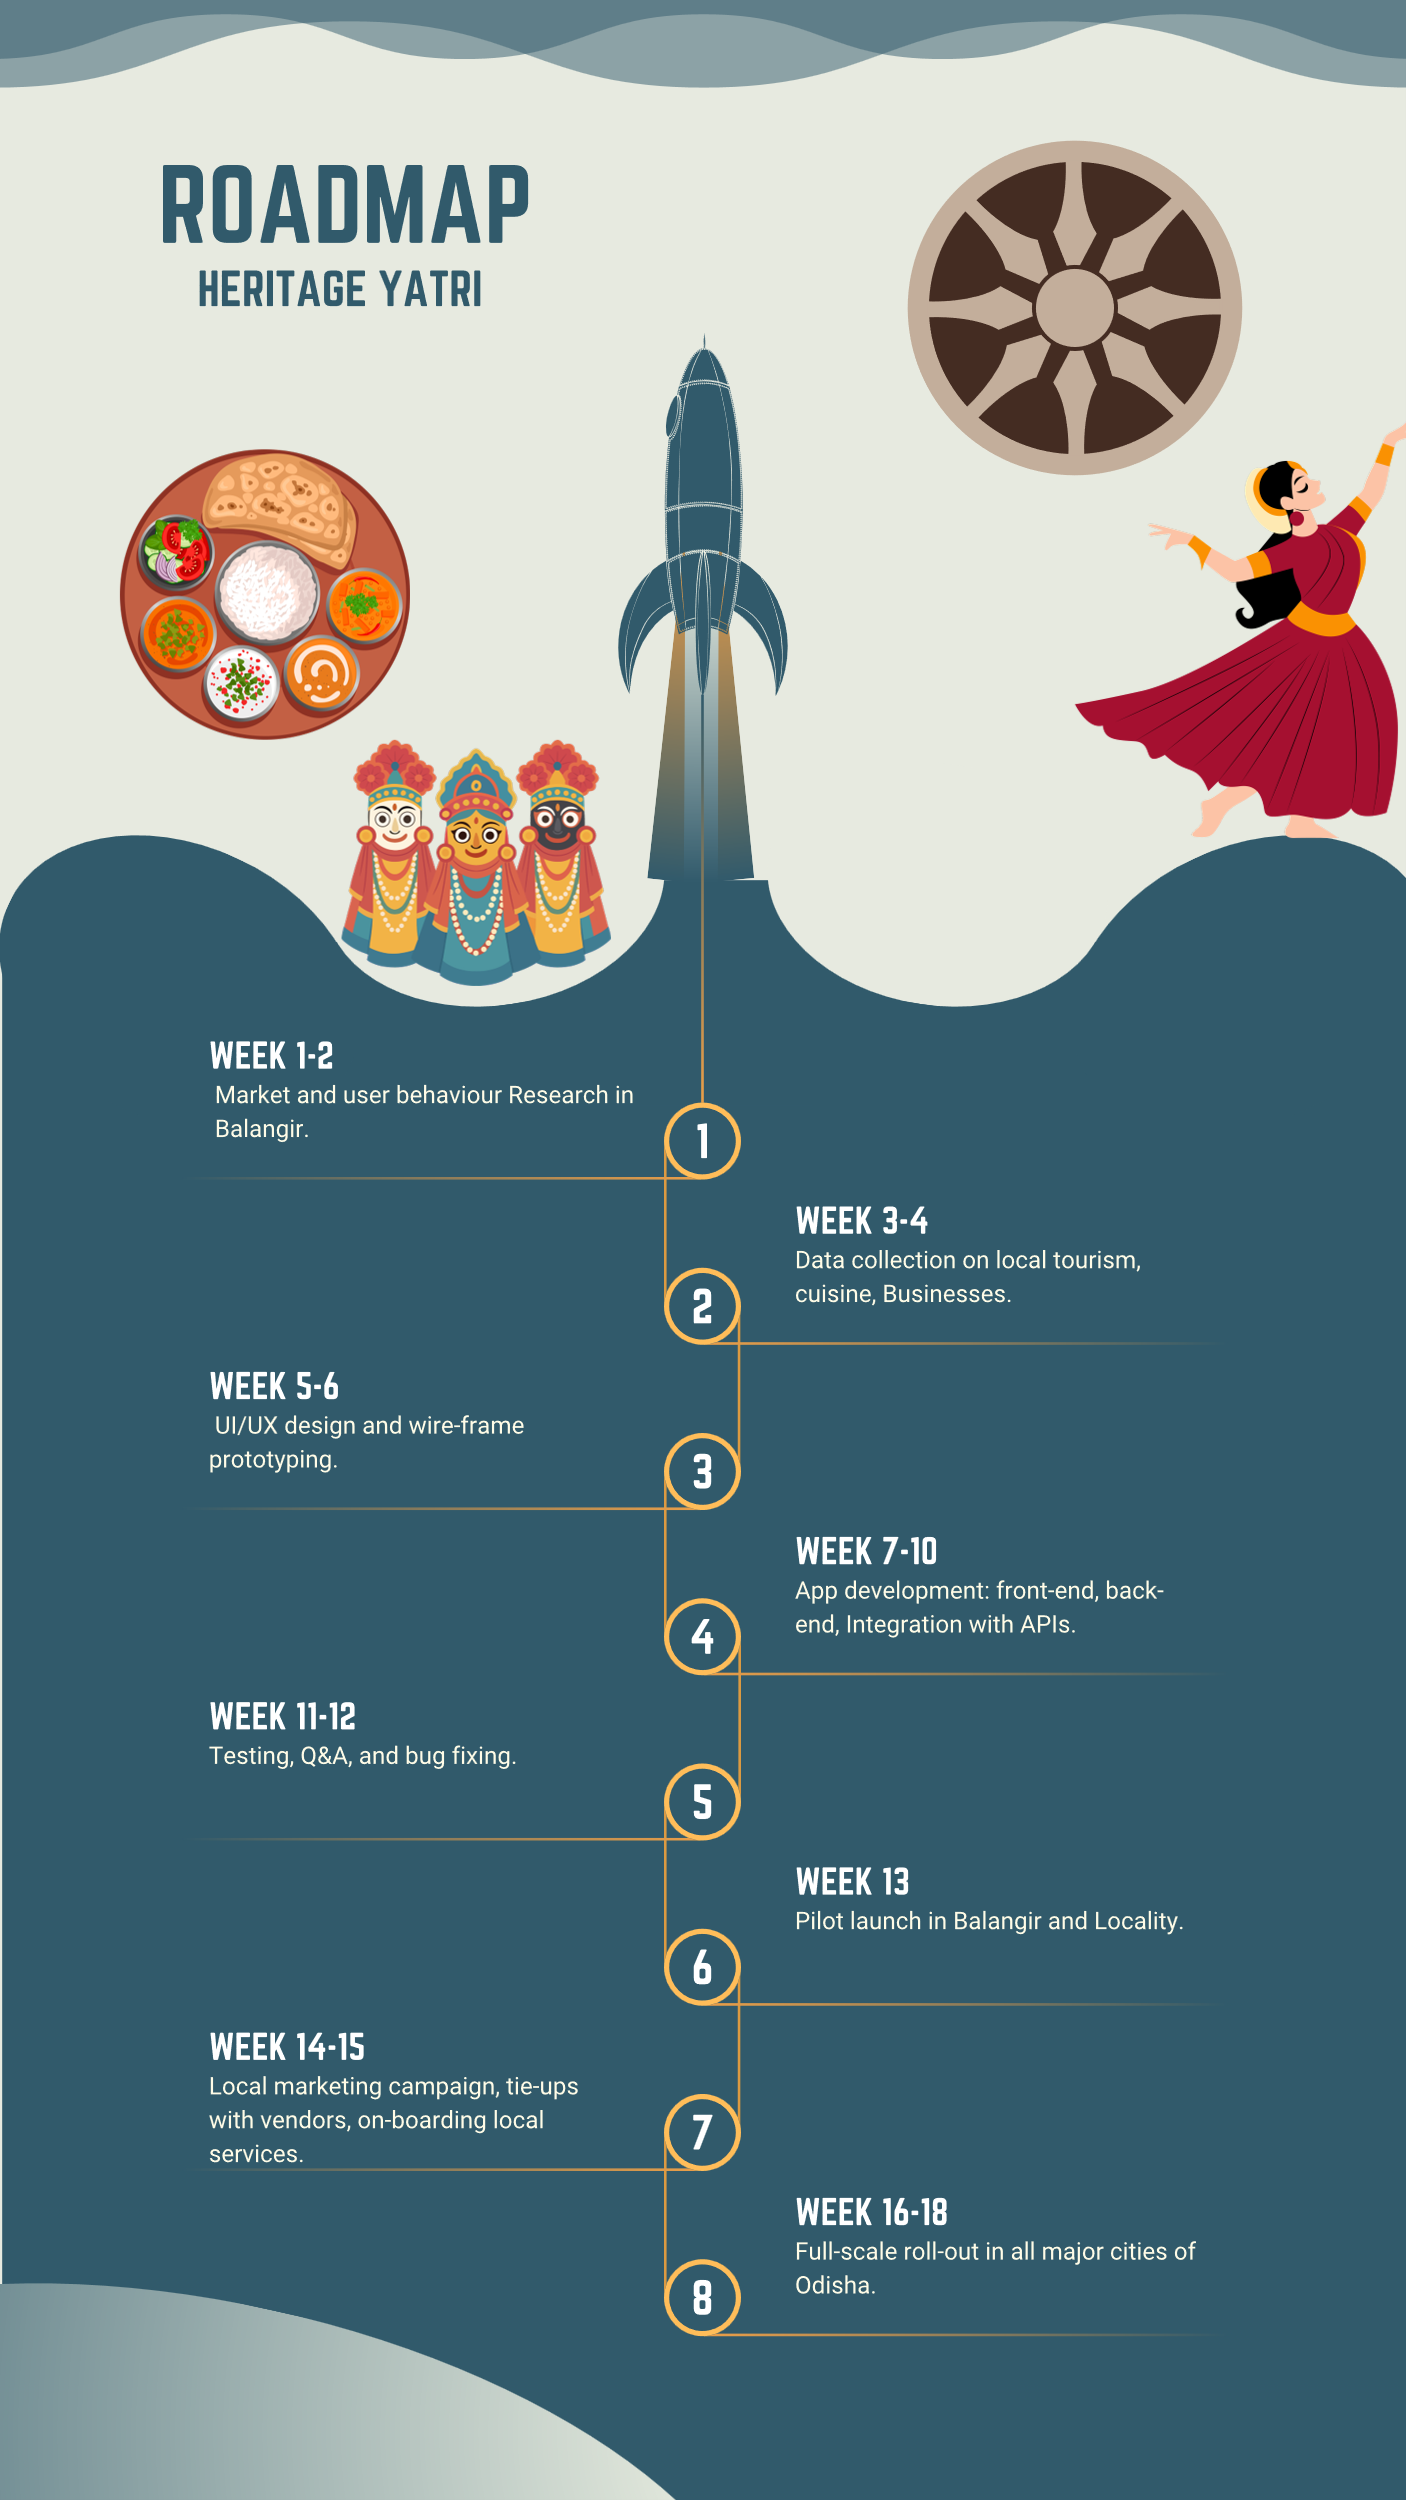 ROADMAP
HERITAGE YATRI
WEEK 1-2
Market and user behaviour Research in
Balangir.
1
WEEK 3-4
Data collection on local tourism,
cuisine, Businesses.
2
WEEK 5-6
UI/UX design and wire-frame
prototyping.
3
WEEK 7-10
App development: front-end, back-
end, Integration with APIs.
4
WEEK 11-12
Testing, Q&A, and bug fixing.
5
WEEK 13
Pilot launch in Balangir and Locality.
6
WEEK 14-15
Local marketing campaign, tie-ups
with vendors, on-boarding local
services.
7
WEEK 16-18
Full-scale roll-out in all major cities of
Odisha.
8